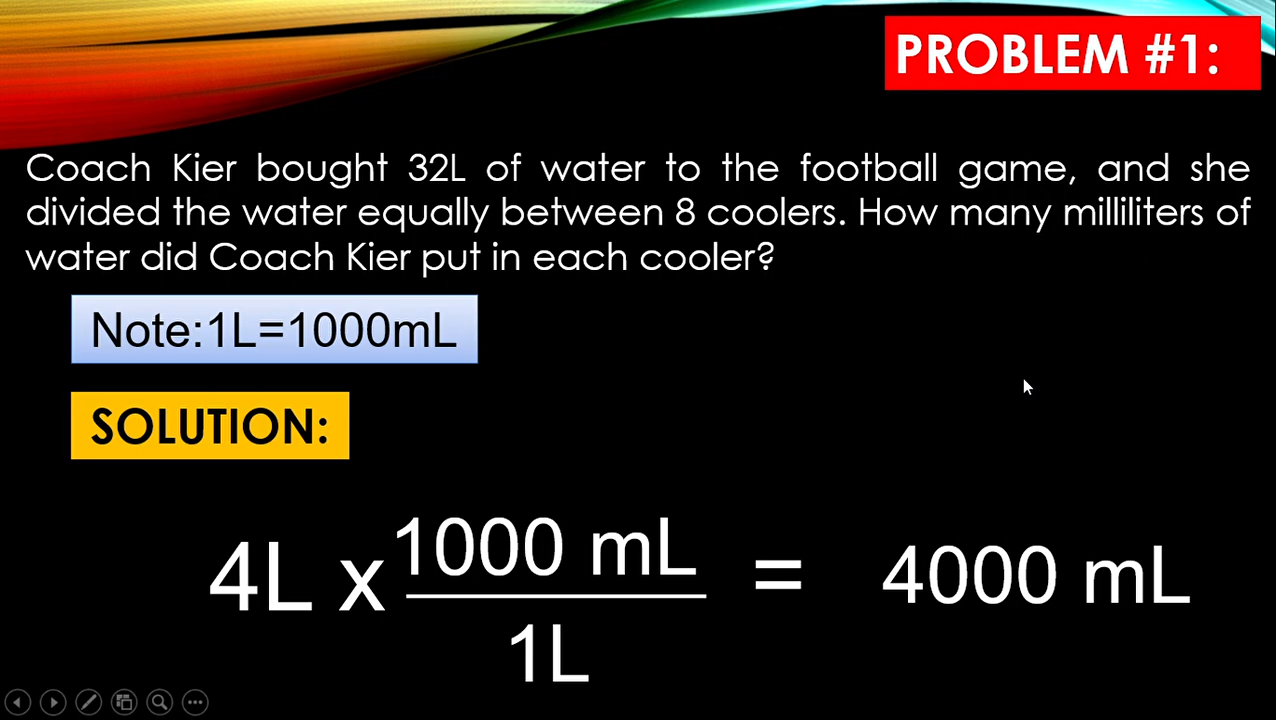 PROBLEM #1:
Coach Kier bought 32L of water to the football game, and she
divided the water equally between 8 coolers. How many milliliters of
water did Coach Kier put in each cooler?
Note:1L=1000mL
SOLUTION:
4L x 1000 mL = 4000 mL
1L